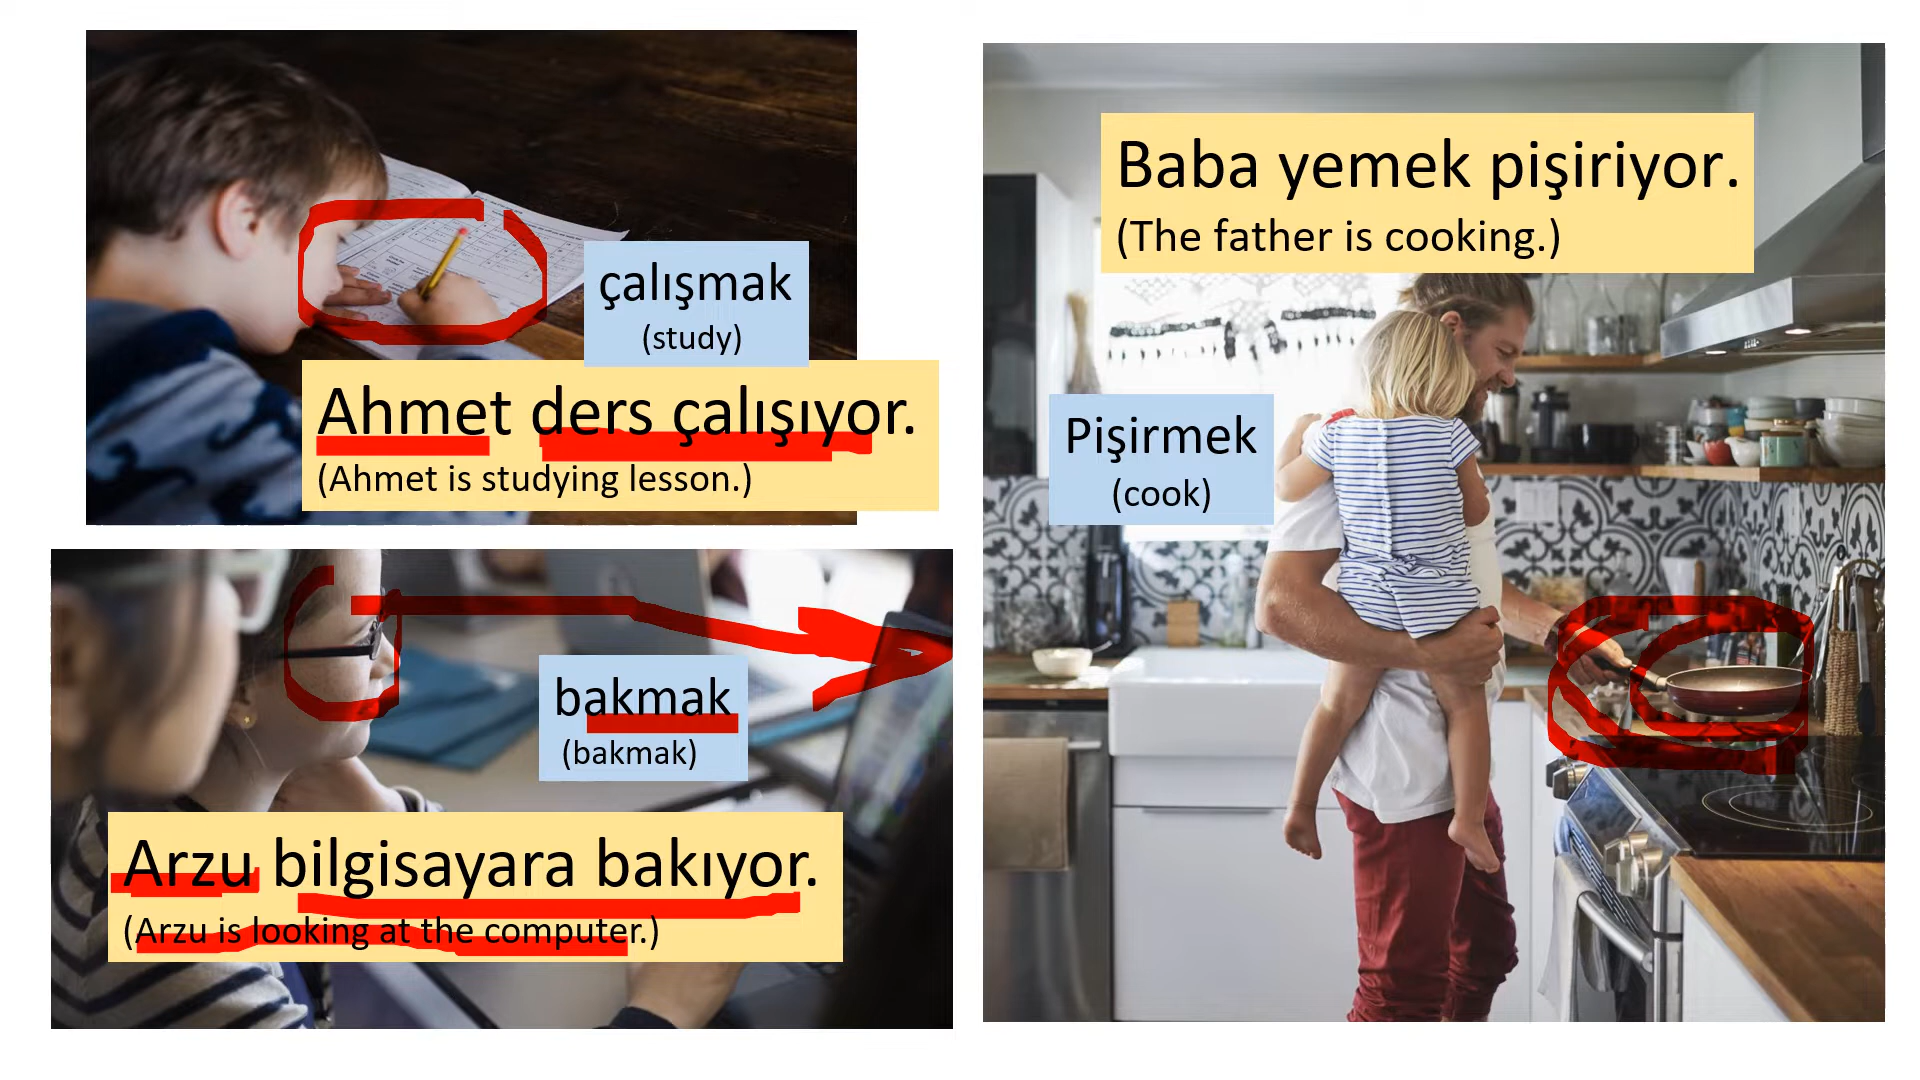 çalışmak
(study)
Ahmet ders çalışıyor.
(Ahmet is studying lesson.)
bakmak
(bakmak)
Arzu bilgisayara bakıyor.
(Arzu is looking at the computer.)
Baba yemek pişiriyor.
(The father is cooking.)
Pişirmek
(cook)